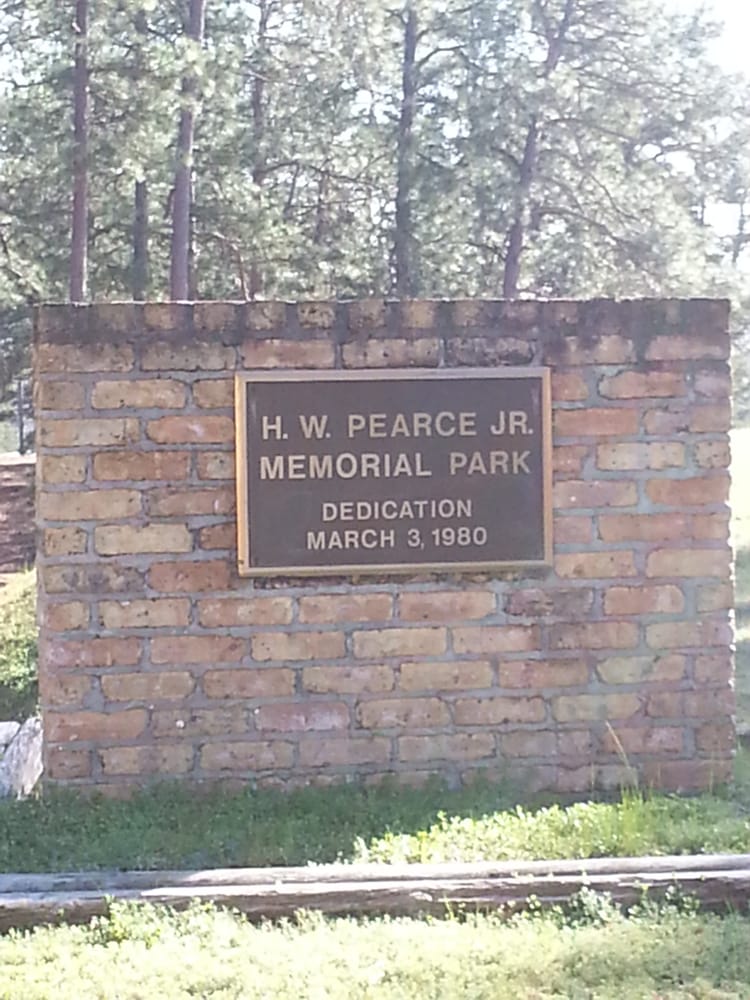 H. W. PEARCE JR.
MEMORIAL PARK
DEDICATION
MARCH 3, 1980